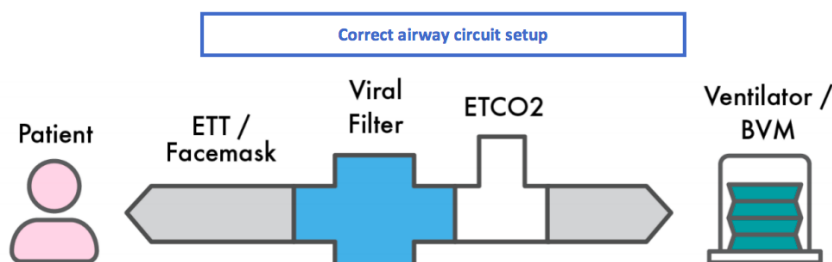 Correct airway circuit setup
Patient
ETT /
Facemask
Viral
Filter
ETCO2
Ventilator /
BVM